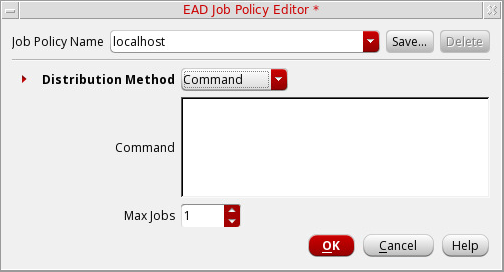 EAD Job Policy Editor *
Job Policy Name localhost Save... Delete
Distribution Method Command
Command
Max Jobs 1
OK Cancel Help